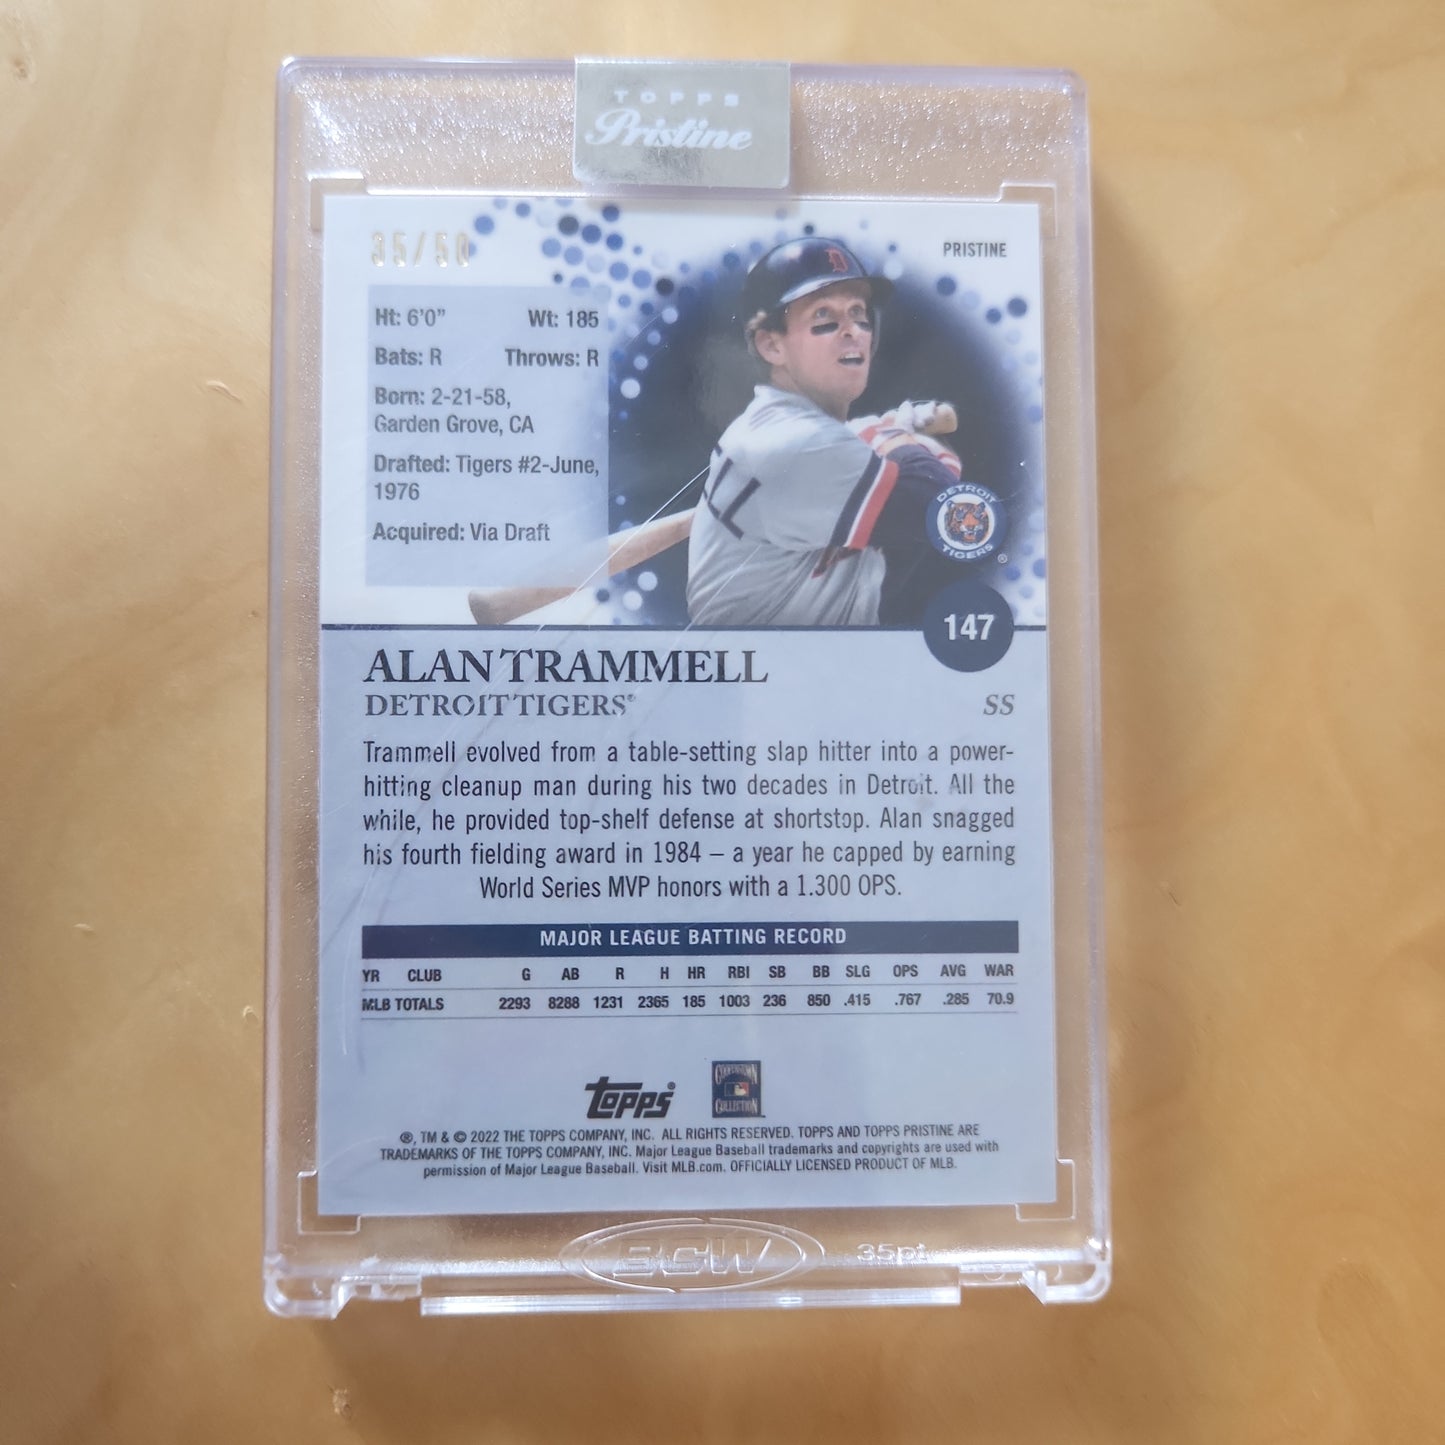 TOPPS
Pristine
35/50
PRISTINE
Ht: 6'0" Wt: 185
Bats: R Throws: R
Born: 2-21-58,
Garden Grove, CA
Drafted: Tigers #2-June,
1976
Acquired: Via Draft
D
LL
DETROIT
TIGERS
®
147
ALAN TRAMMELL
DETROIT TIGERS®
SS
Trammell evolved from a table-setting slap hitter into a power-
hitting cleanup man during his two decades in Detroit. All the
while, he provided top-shelf defense at shortstop. Alan snagged
his fourth fielding award in 1984 – a year he capped by earning
World Series MVP honors with a 1.300 OPS.
MAJOR LEAGUE BATTING RECORD
YR CLUB G AB R H HR RBI SB BB SLG OPS AVG WAR
MLB TOTALS 2293 8288 1231 2365 185 1003 236 850 .415 .767 .285 70.9
topps®
COOPERSTOWN
COLLECTION
®, TM & © 2022 THE TOPPS COMPANY, INC. ALL RIGHTS RESERVED. TOPPS AND TOPPS PRISTINE ARE
TRADEMARKS OF THE TOPPS COMPANY, INC. Major League Baseball trademarks and copyrights are used with
permission of Major League Baseball. Visit MLB.com. OFFICIALLY LICENSED PRODUCT OF MLB.
BCW 35pt